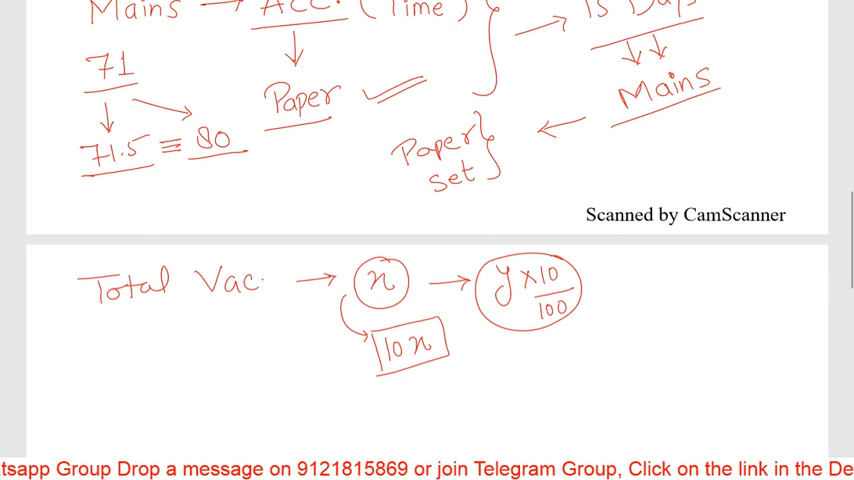 Mains → Acc. (Time) } → 15 Days
71
Paper ✓
Mains
71.5 ≡ 80
Paper } ←
set
Scanned by CamScanner
Total Vac. → x → y × 10/100
10x
tsapp Group Drop a message on 9121815869 or join Telegram Group, Click on the link in the De